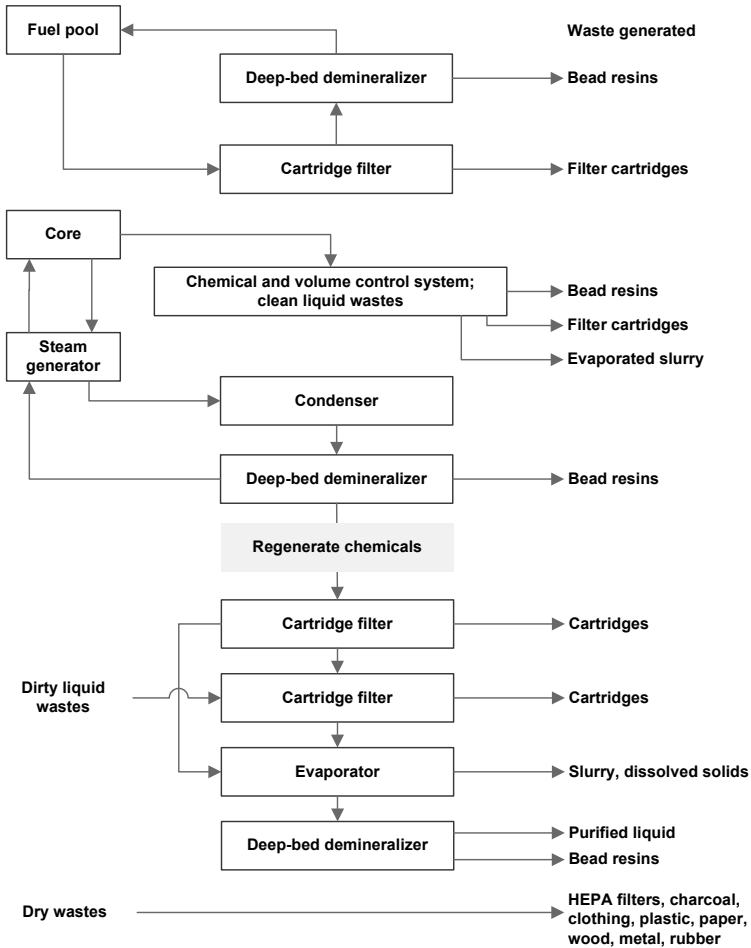 Fuel pool
Waste generated
Deep-bed demineralizer
Bead resins
Cartridge filter
Filter cartridges
Core
Chemical and volume control system;
clean liquid wastes
Bead resins
Filter cartridges
Evaporated slurry
Steam
generator
Condenser
Deep-bed demineralizer
Bead resins
Regenerate chemicals
Cartridge filter
Cartridges
Dirty liquid
wastes
Cartridge filter
Cartridges
Evaporator
Slurry, dissolved solids
Deep-bed demineralizer
Purified liquid
Bead resins
Dry wastes
HEPA filters, charcoal,
clothing, plastic, paper,
wood, metal, rubber